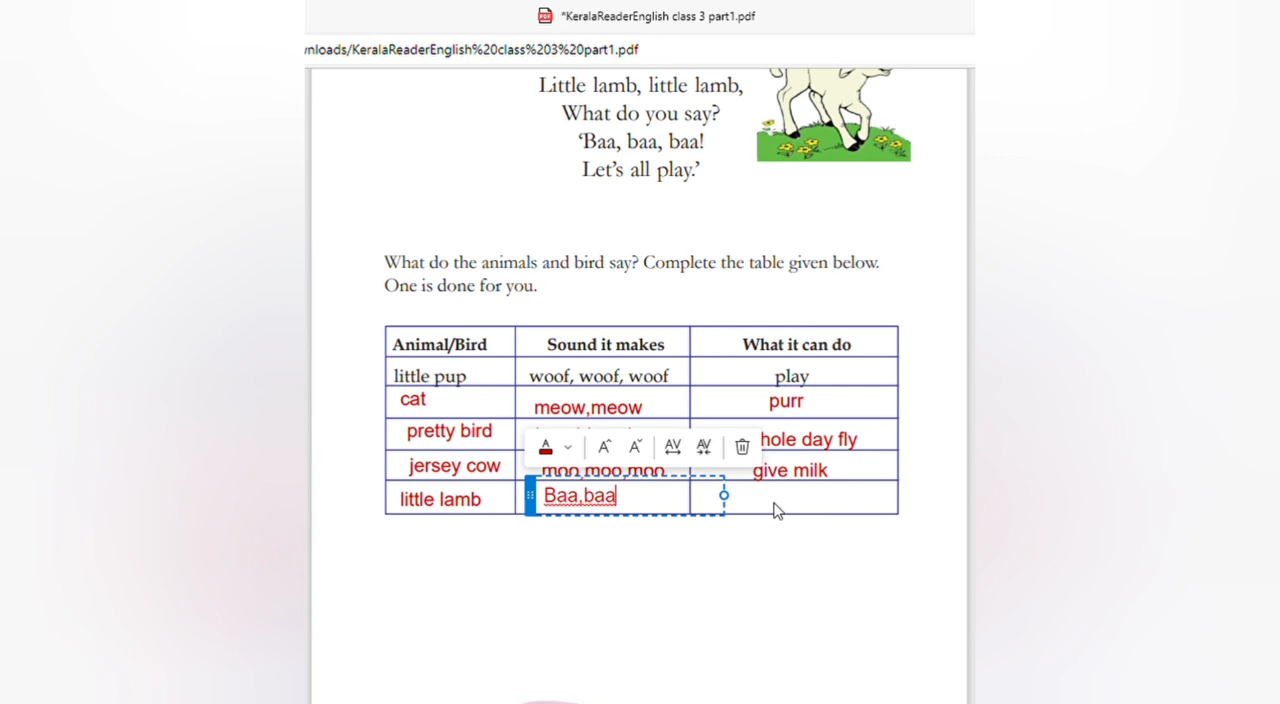 *KeralaReaderEnglish class 3 part1.pdf
nloads/KeralaReaderEnglish%20class%203%20part1.pdf
Little lamb, little lamb,
What do you say?
‘Baa, baa, baa!
Let’s all play.’
What do the animals and bird say? Complete the table given below.
One is done for you.
Animal/Bird Sound it makes What it can do
little pup woof, woof, woof play
cat meow,meow purr
pretty bird hole day fly
jersey cow moo,moo,moo give milk
little lamb Baa,baa